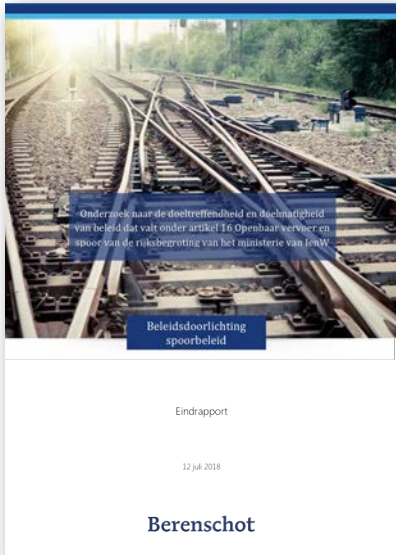 Onderzoek naar de doeltreffendheid en doelmatigheid
van beleid dat valt onder artikel 16 Openbaar vervoer en
spoor van de rijksbegroting van het ministerie van IenW
Beleidsdoorlichting
spoorbeleid
Eindrapport
12 juli 2018
Berenschot